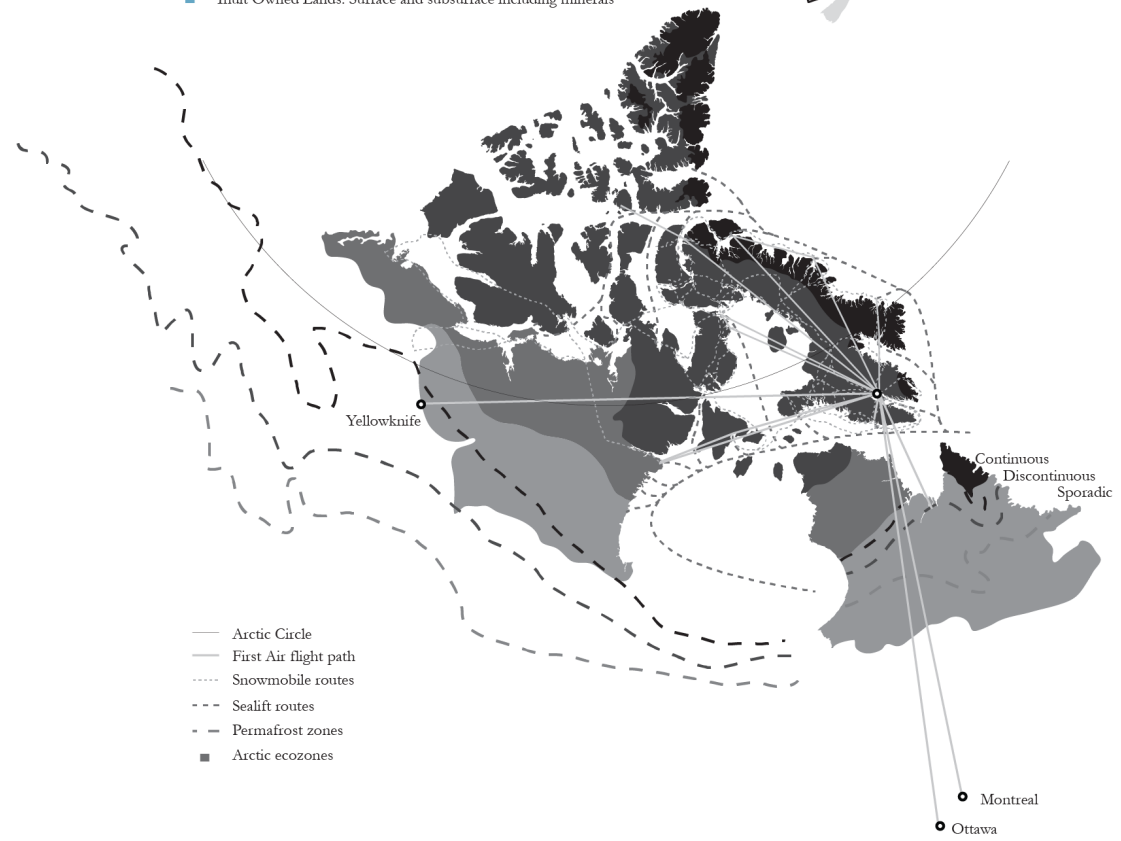 Inuit Owned Lands: Surface and subsurface including minerals
Yellowknife
Continuous
Discontinuous
Sporadic
Arctic Circle
First Air flight path
Snowmobile routes
Sealift routes
Permafrost zones
Arctic ecozones
Montreal
Ottawa